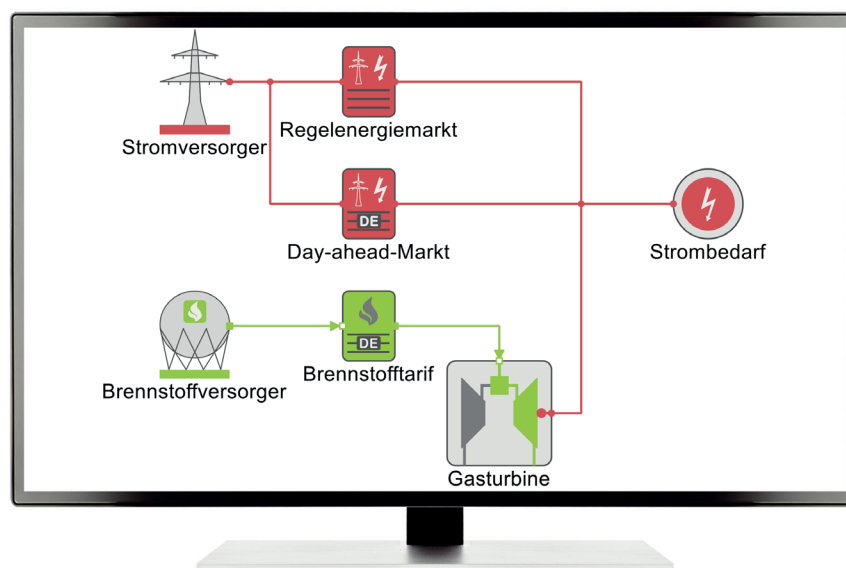 Stromversorger
Regelenergiemarkt
DE
Day-ahead-Markt
Strombedarf
Brennstoffversorger
DE
Brennstofftarif
Gasturbine